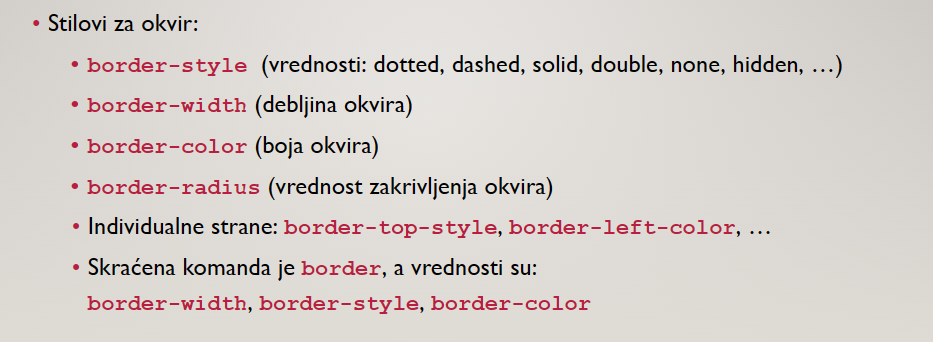 • Stilovi za okvir:
• border-style (vrednosti: dotted, dashed, solid, double, none, hidden, …)
• border-width (debljina okvira)
• border-color (boja okvira)
• border-radius (vrednost zakrivljenja okvira)
• Individualne strane: border-top-style, border-left-color, …
• Skraćena komanda je border, a vrednosti su:
border-width, border-style, border-color